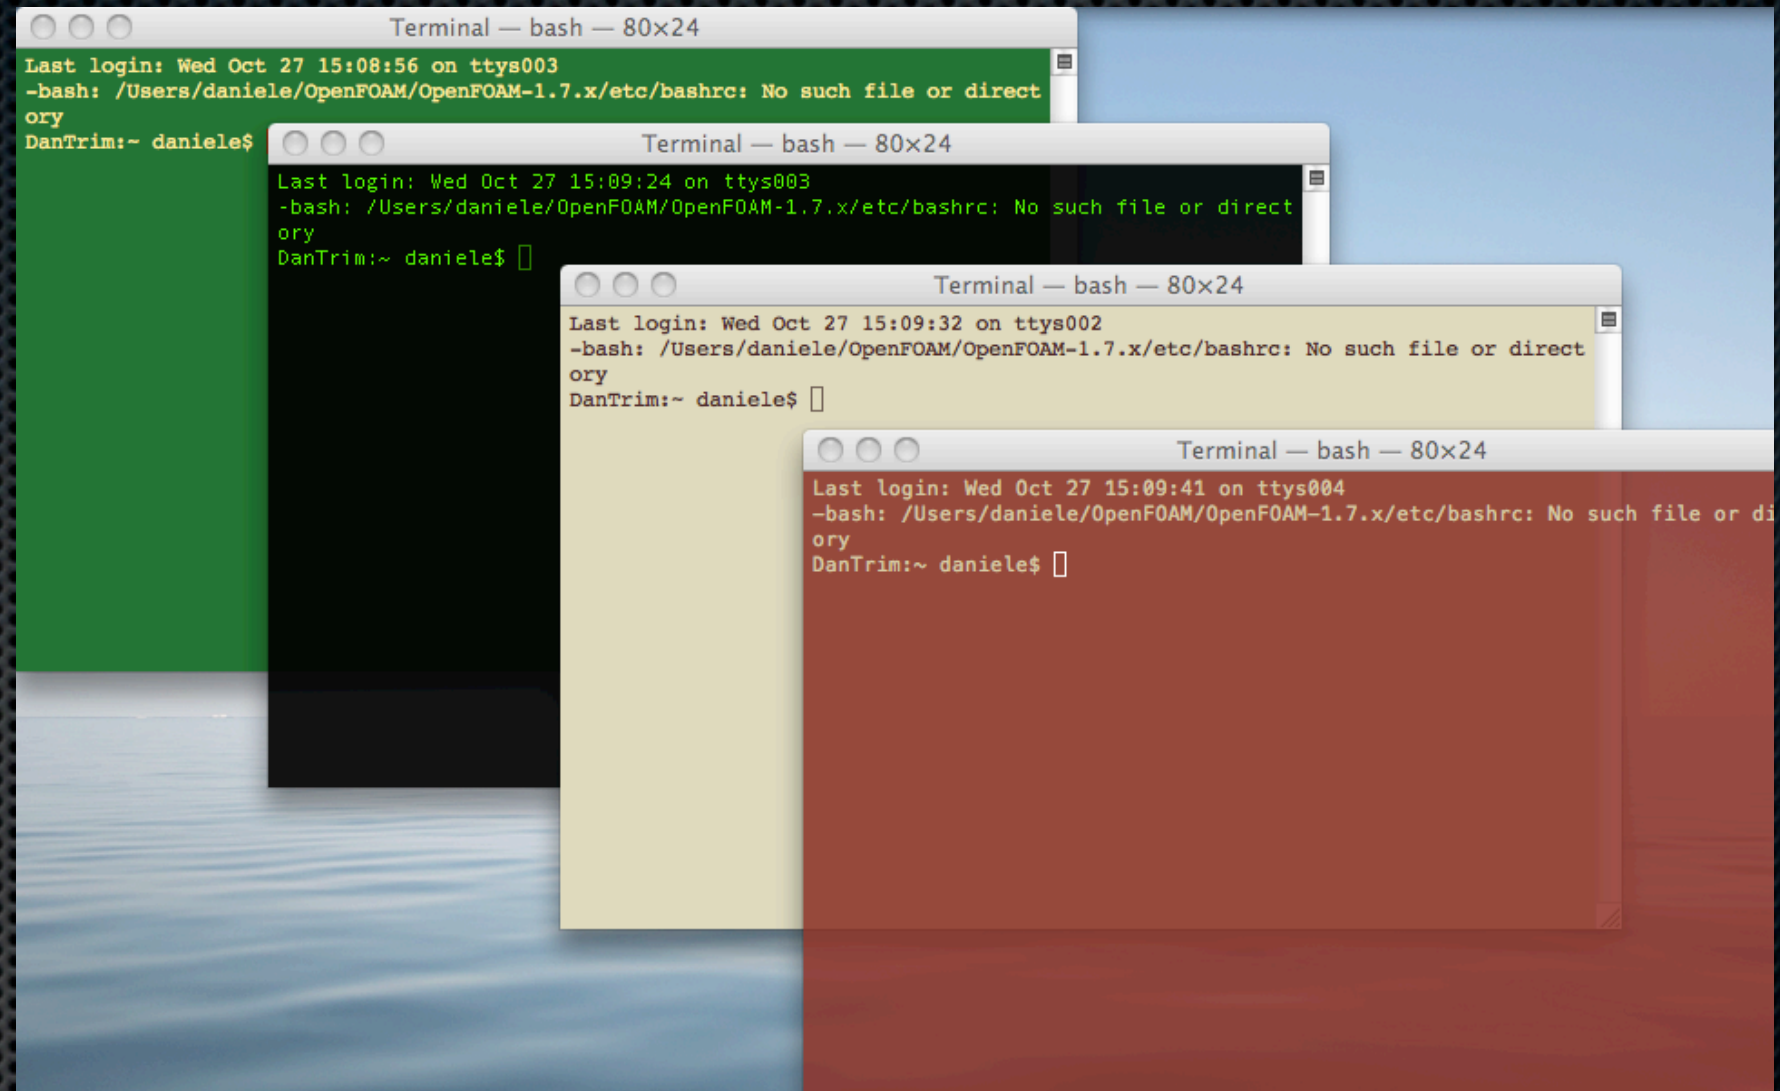 Terminal — bash — 80×24
Last login: Wed Oct 27 15:08:56 on ttys003
-bash: /Users/daniele/OpenFOAM/OpenFOAM-1.7.x/etc/bashrc: No such file or direct
ory
DanTrim:~ daniele$
Terminal — bash — 80×24
Last login: Wed Oct 27 15:09:24 on ttys003
-bash: /Users/daniele/OpenFOAM/OpenFOAM-1.7.x/etc/bashrc: No such file or direct
ory
DanTrim:~ daniele$
Terminal — bash — 80×24
Last login: Wed Oct 27 15:09:32 on ttys002
-bash: /Users/daniele/OpenFOAM/OpenFOAM-1.7.x/etc/bashrc: No such file or direct
ory
DanTrim:~ daniele$
Terminal — bash — 80×24
Last login: Wed Oct 27 15:09:41 on ttys004
-bash: /Users/daniele/OpenFOAM/OpenFOAM-1.7.x/etc/bashrc: No such file or di
ory
DanTrim:~ daniele$